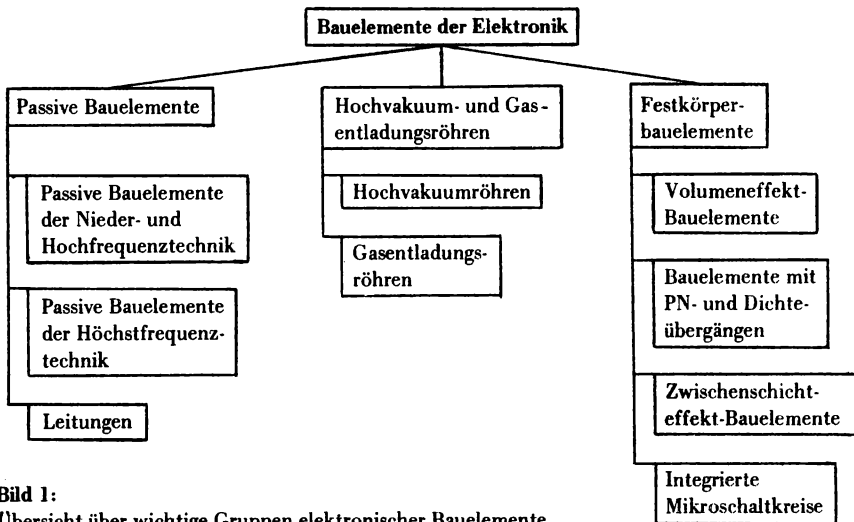 Bauelemente der Elektronik
Passive Bauelemente
Passive Bauelemente
der Nieder- und
Hochfrequenztechnik
Passive Bauelemente
der Höchstfrequenz-
technik
Leitungen
Hochvakuum- und Gas-
entladungsröhren
Hochvakuumröhren
Gasentladungs-
röhren
Festkörper-
bauelemente
Volumeneffekt-
Bauelemente
Bauelemente mit
PN- und Dichte-
übergängen
Zwischenschicht-
effekt-Bauelemente
Integrierte
Mikroschaltkreise
Bild 1:
Übersicht über wichtige Gruppen elektronischer Bauelemente